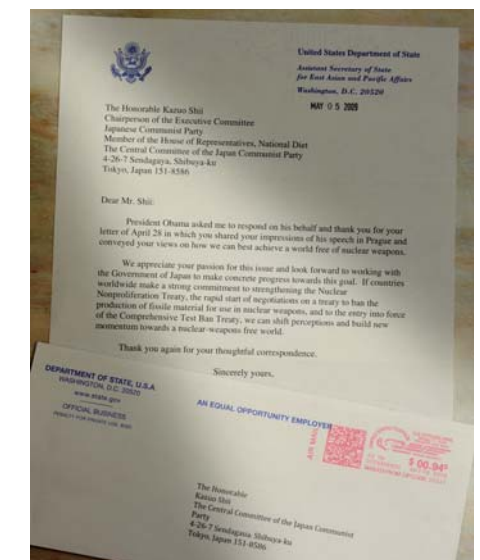 United States Department of State
Assistant Secretary of State
for East Asian and Pacific Affairs
Washington, D.C. 20520
MAY 05 2009
The Honorable Kazuo Shii
Chairperson of the Executive Committee
Japanese Communist Party
Member of the House of Representatives, National Diet
The Central Committee of the Japan Communist Party
4-26-7 Sendagaya, Shibuya-ku
Tokyo, Japan 151-8586
Dear Mr. Shii:
President Obama asked me to respond on his behalf and thank you for your
letter of April 28 in which you shared your impressions of his speech in Prague and
conveyed your views on how we can best achieve a world free of nuclear weapons.
We appreciate your passion for this issue and look forward to working with
the Government of Japan to make concrete progress towards this goal. If countries
worldwide make a strong commitment to strengthening the Nuclear
Nonproliferation Treaty, the rapid start of negotiations on a treaty to ban the
production of fissile material for use in nuclear weapons, and to the entry into force
of the Comprehensive Test Ban Treaty, we can shift perceptions and build new
momentum towards a nuclear-weapons free world.
Thank you again for your thoughtful correspondence.
Sincerely yours,
DEPARTMENT OF STATE, U.S.A
WASHINGTON, D.C. 20520
www.state.gov
OFFICIAL BUSINESS
PENALTY FOR PRIVATE USE, $300
AN EQUAL OPPORTUNITY EMPLOYER
AIR MAIL
$ 00.94⁰
The Honorable
Kazuo Shii
The Central Committee of the Japan Communist
Party
4-26-7 Sendagaya Shibuya-ku
Tokyo, Japan 151-8586